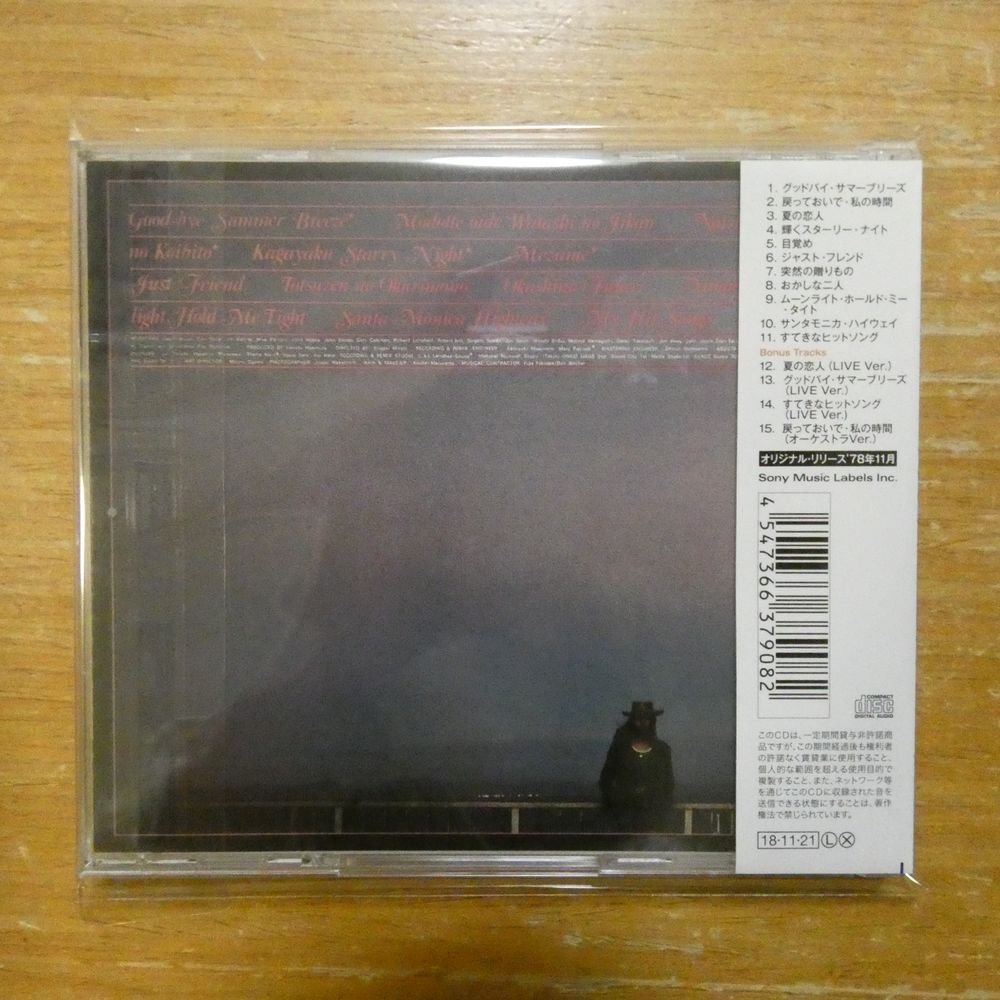 Good-bye Summer Breeze* Modotte oide Watashi no Jikan
no Koibito* Kagayaku Starry Night* Mezame*
Just Friend Totsuzen no Okurimono Okashina Futari
light Hold Me Tight Santa Monica Highway My Hit Song
1. グッドバイ・サマーブリーズ
2. 戻っておいで・私の時間
3. 夏の恋人
4. 輝くスターリー・ナイト
5. 目覚め
6. ジャスト・フレンド
7. 突然の贈りもの
8. おかしな二人
9. ムーンライト・ホールド・ミー
・タイト
10. サンタモニカ・ハイウェイ
11. すてきなヒットソング
Bonus Tracks
12. 夏の恋人 (LIVE Ver.)
13. グッドバイ・サマーブリーズ
(LIVE Ver.)
14. すてきなヒットソング
(LIVE Ver.)
15. 戻っておいで・私の時間
(オーケストラVer.)
オリジナル・リリース'78年11月
Sony Music Labels Inc.
4 547366 379082
COMPACT
disc
DIGITAL AUDIO
このCDは、一定期間貸与非許諾商
品ですが、この期間経過後も権利者
の許諾なく賃貸業に使用すること、
個人的な範囲を超える使用目的で
複製すること、また、ネットワーク等
を通じてこのCDに収録された音を
送信できる状態にすることは、著作
権法で禁じられています。
18・11・21 L X